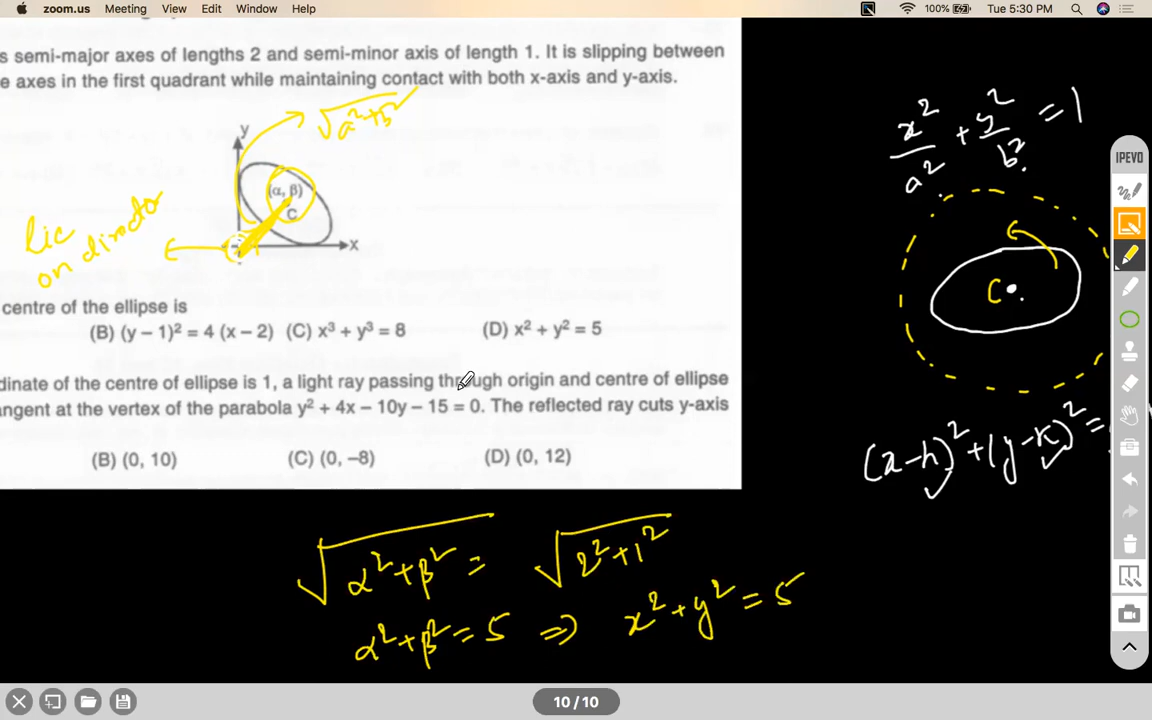 zoom.us Meeting View Edit Window Help 100% Tue 5:30 PM
s semi-major axes of lengths 2 and semi-minor axis of length 1. It is slipping between
e axes in the first quadrant while maintaining contact with both x-axis and y-axis.
√a²+b²
y
(α, β)
C
x
lie
on director
centre of the ellipse is
(B) (y – 1)² = 4 (x – 2) (C) x³ + y³ = 8 (D) x² + y² = 5
dinate of the centre of ellipse is 1, a light ray passing through origin and centre of ellipse
angent at the vertex of the parabola y² + 4x – 10y – 15 = 0. The reflected ray cuts y-axis
(B) (0, 10) (C) (0, –8) (D) (0, 12)
√α²+β² = √2²+1²
α²+β² = 5 ⇒ x²+y² = 5
x²/a² + y²/b² = 1
C
(x-h)²+(y-k)²=
IPEVO
10 / 10